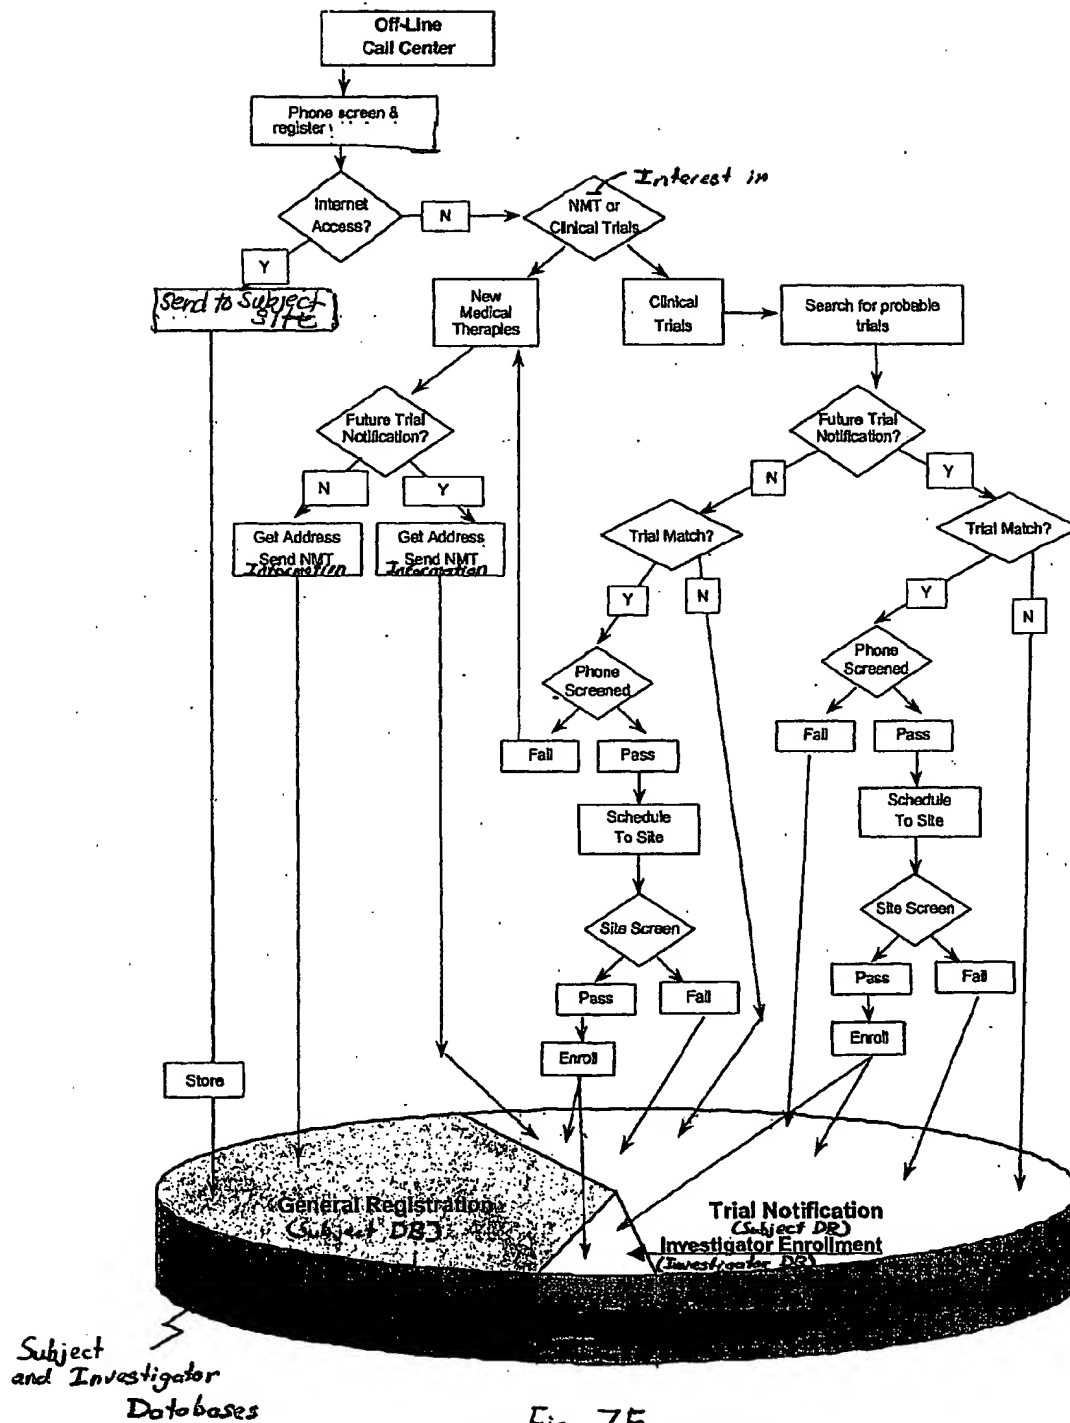 Off-Line
Call Center
Phone screen &
register
Interest in
Internet
Access?
N
NMT or
Clinical Trials
Y
Send to Subject
Site
New
Medical
Therapies
Clinical
Trials
Search for probable
trials
Future Trial
Notification?
Future Trial
Notification?
N
Y
N
Y
Get Address
Send NMT
Information
Get Address
Send NMT
Information
Trial Match?
Trial Match?
Y
N
Y
N
Phone
Screened
Phone
Screened
Fail
Pass
Fail
Pass
Schedule
To Site
Schedule
To Site
Site Screen
Site Screen
Pass
Fail
Pass
Fail
Enroll
Enroll
Store
General Registration
(Subject DB)
Trial Notification
(Subject DB)
Investigator Enrollment
(Investigator DB)
Subject
and Investigator
Databases
Fig. 7E